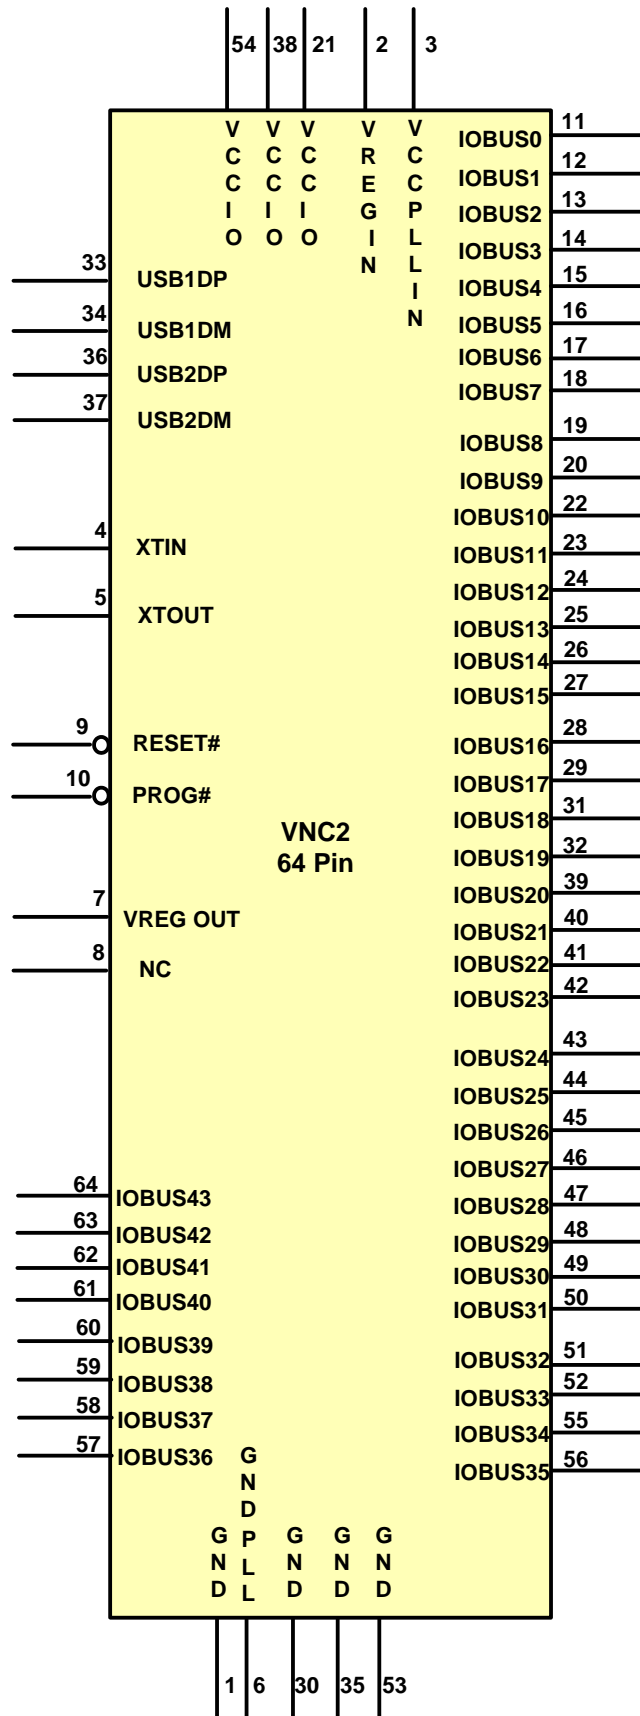 54 38 21 2 3
VCCIO VCCIO VCCIO VREGIN VCCPLLIN
33 USB1DP
34 USB1DM
36 USB2DP
37 USB2DM
4 XTIN
5 XTOUT
9 RESET#
10 PROG#
7 VREG OUT
8 NC
64 IOBUS43
63 IOBUS42
62 IOBUS41
61 IOBUS40
60 IOBUS39
59 IOBUS38
58 IOBUS37
57 IOBUS36
VNC2
64 Pin
IOBUS0 11
IOBUS1 12
IOBUS2 13
IOBUS3 14
IOBUS4 15
IOBUS5 16
IOBUS6 17
IOBUS7 18
IOBUS8 19
IOBUS9 20
IOBUS10 22
IOBUS11 23
IOBUS12 24
IOBUS13 25
IOBUS14 26
IOBUS15 27
IOBUS16 28
IOBUS17 29
IOBUS18 31
IOBUS19 32
IOBUS20 39
IOBUS21 40
IOBUS22 41
IOBUS23 42
IOBUS24 43
IOBUS25 44
IOBUS26 45
IOBUS27 46
IOBUS28 47
IOBUS29 48
IOBUS30 49
IOBUS31 50
IOBUS32 51
IOBUS33 52
IOBUS34 55
IOBUS35 56
GND GNDPLL GND GND GND
1 6 30 35 53